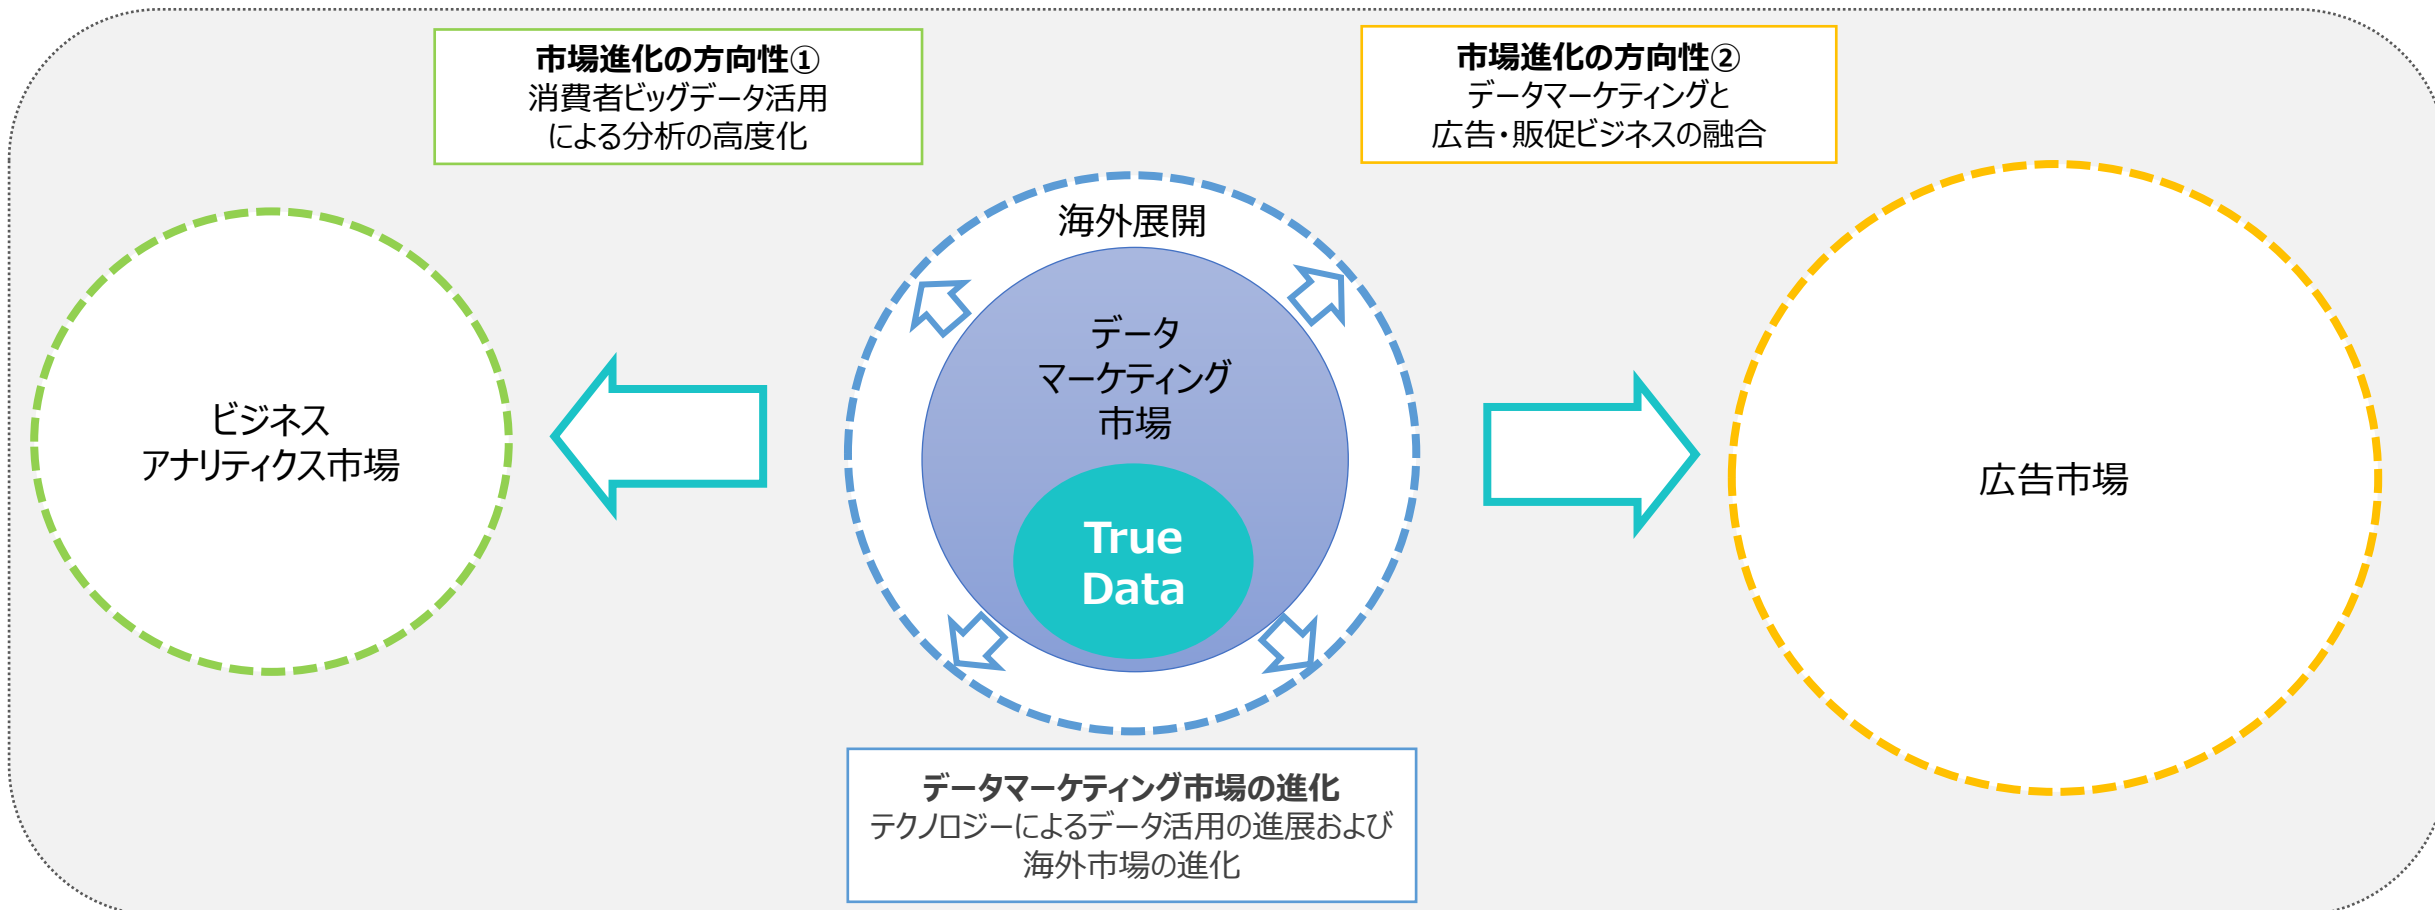 市場進化の方向性①
消費者ビッグデータ活用
による分析の高度化
市場進化の方向性②
データマーケティングと
広告・販促ビジネスの融合
ビジネス
アナリティクス市場
海外展開
データ
マーケティング
市場
True
Data
広告市場
データマーケティング市場の進化
テクノロジーによるデータ活用の進展および
海外市場の進化